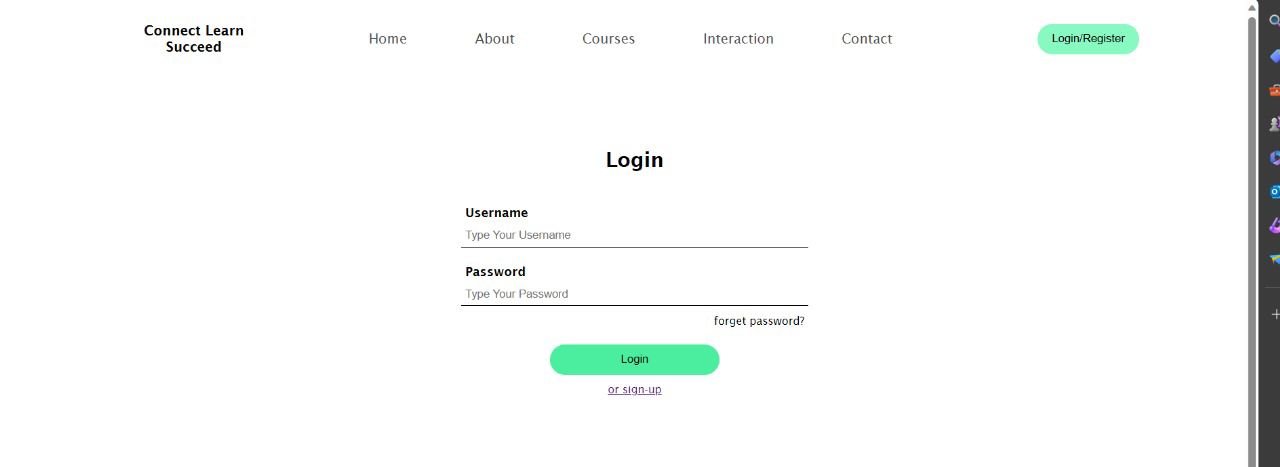 Connect Learn
Succeed
Home
About
Courses
Interaction
Contact
Login/Register
Login
Username
Type Your Username
Password
Type Your Password
forget password?
Login
or sign-up